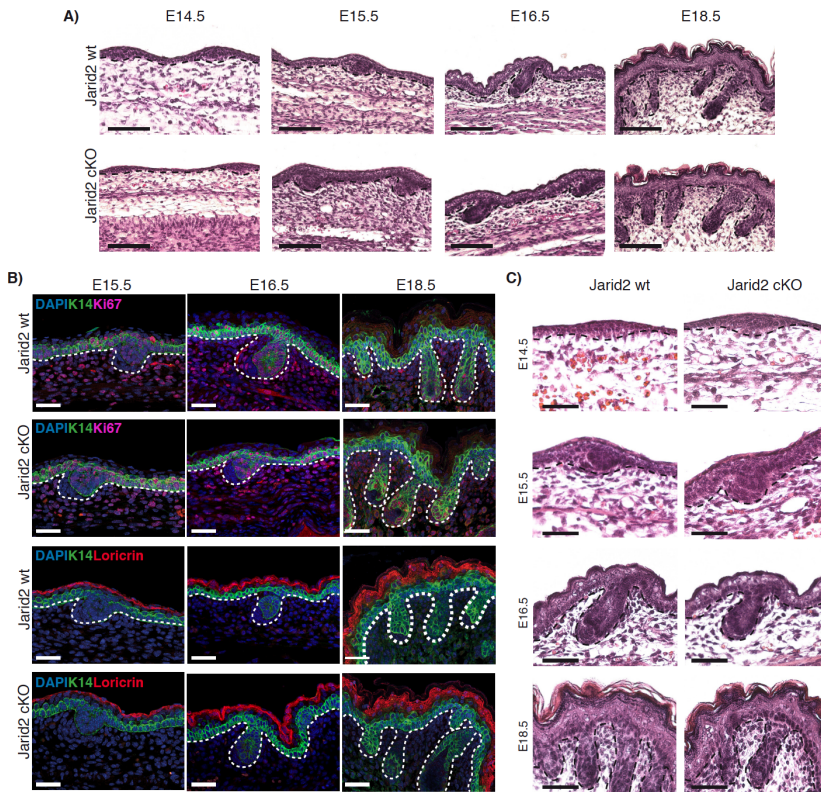 A)
E14.5 E15.5 E16.5 E18.5
Jarid2 wt
Jarid2 cKO
B)
E15.5 E16.5 E18.5
DAPIK14Ki67
Jarid2 wt
DAPIK14Ki67
Jarid2 cKO
DAPIK14Loricrin
Jarid2 wt
DAPIK14Loricrin
Jarid2 cKO
C)
Jarid2 wt Jarid2 cKO
E14.5
E15.5
E16.5
E18.5